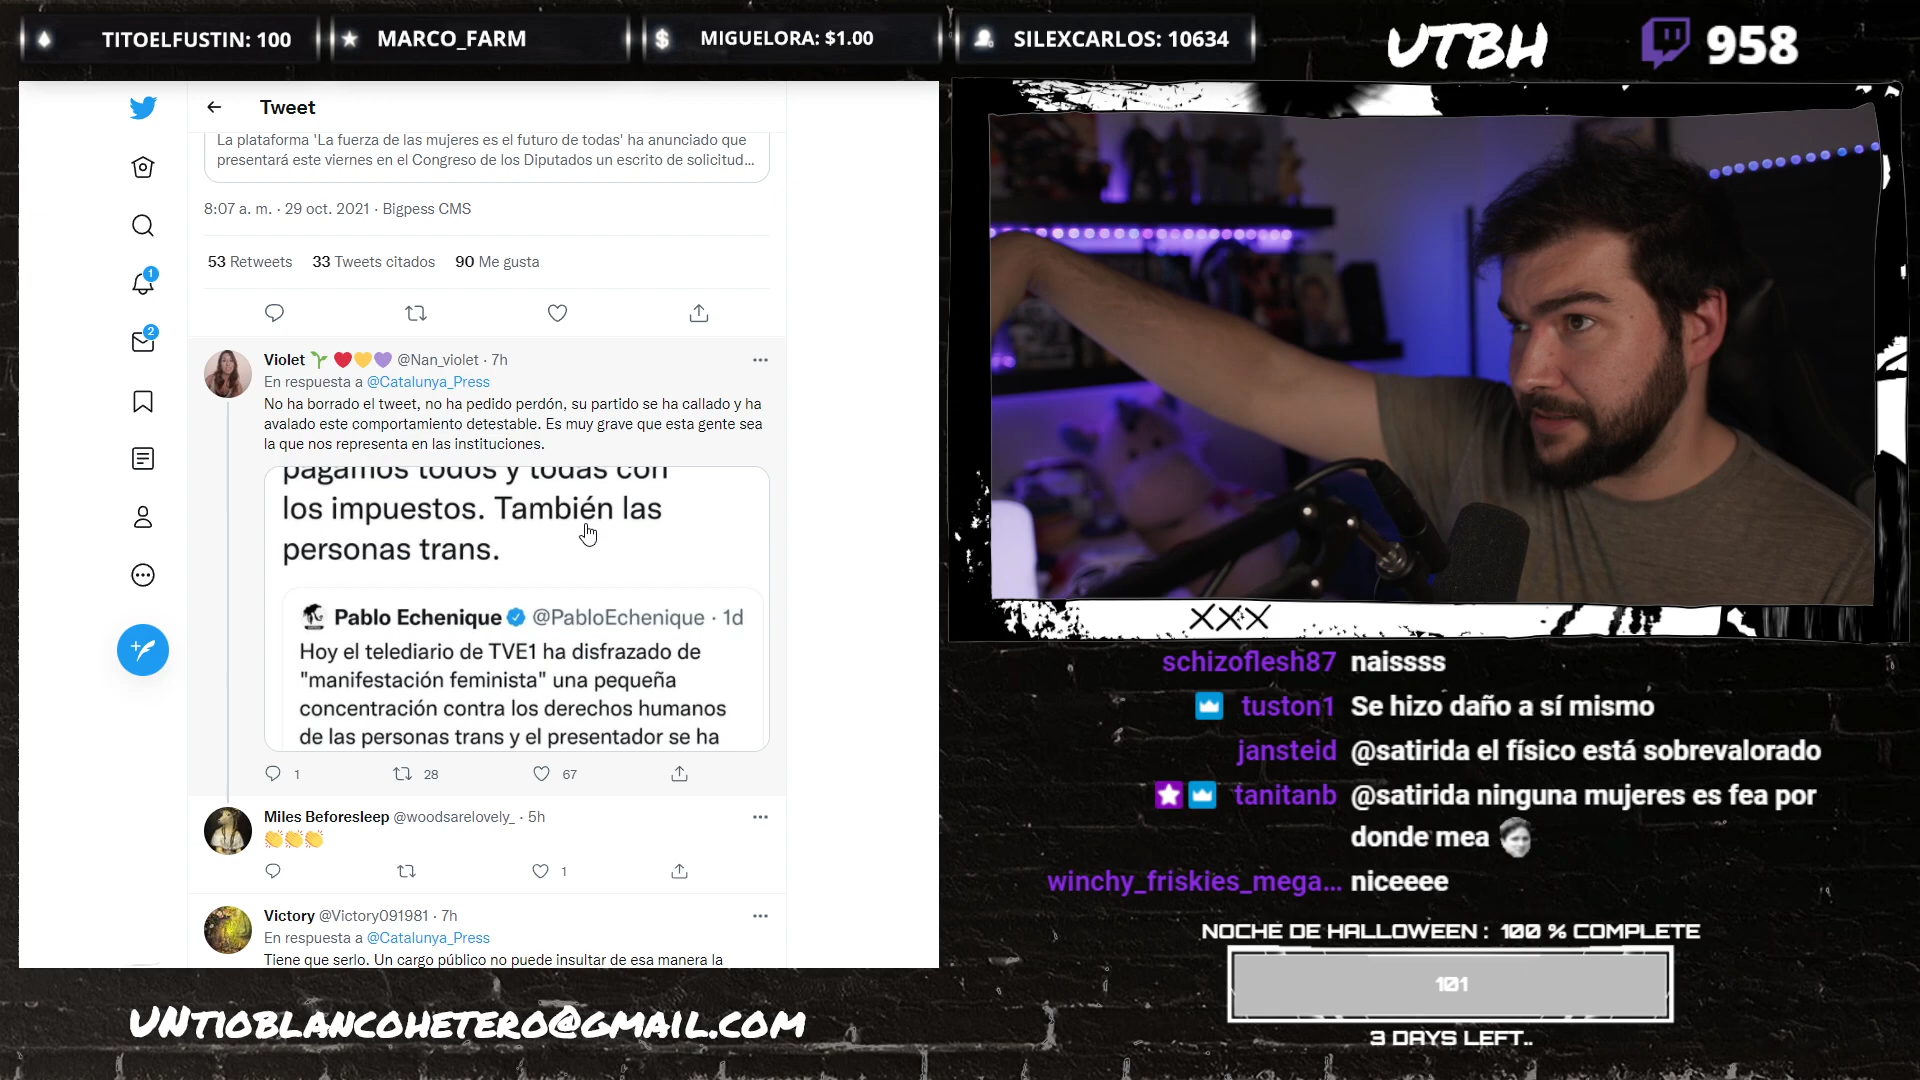 TITOELFUSTIN: 100
MARCO_FARM
MIGUELORA: $1.00
SILEXCARLOS: 10634
UTBH
958
Tweet
La plataforma 'La fuerza de las mujeres es el futuro de todas' ha anunciado que
presentará este viernes en el Congreso de los Diputados un escrito de solicitud...
8:07 a. m. · 29 oct. 2021 · Bigpess CMS
53 Retweets 33 Tweets citados 90 Me gusta
1
2
Violet @Nan_violet · 7h
En respuesta a @Catalunya_Press
No ha borrado el tweet, no ha pedido perdón, su partido se ha callado y ha
avalado este comportamiento detestable. Es muy grave que esta gente sea
la que nos representa en las instituciones.
pagamos todos y todas con
los impuestos. También las
personas trans.
Pablo Echenique @PabloEchenique · 1d
Hoy el telediario de TVE1 ha disfrazado de
"manifestación feminista" una pequeña
concentración contra los derechos humanos
de las personas trans y el presentador se ha
1 28 67
Miles Beforesleep @woodsarelovely_ · 5h
1
Victory @Victory091981 · 7h
En respuesta a @Catalunya_Press
Tiene que serlo. Un cargo público no puede insultar de esa manera la
XXX
schizoflesh87 naissss
tuston1 Se hizo daño a sí mismo
jansteid @satirida el físico está sobrevalorado
tanitanb @satirida ninguna mujeres es fea por
donde mea
winchy_friskies_mega... niceeee
NOCHE DE HALLOWEEN : 100 % COMPLETE
101
3 DAYS LEFT..
UNTIOBLANCOHETERO@GMAIL.COM